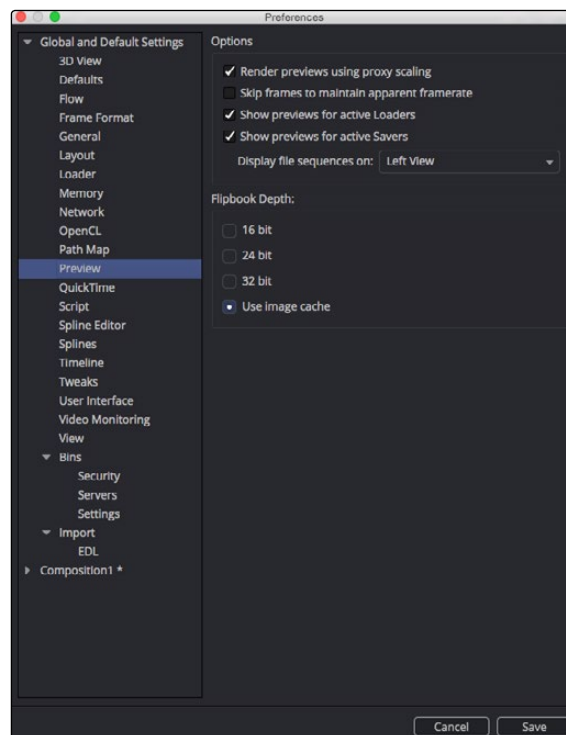 Preferences
Global and Default Settings
3D View
Defaults
Flow
Frame Format
General
Layout
Loader
Memory
Network
OpenCL
Path Map
Preview
QuickTime
Script
Spline Editor
Splines
Timeline
Tweaks
User Interface
Video Monitoring
View
Bins
Security
Servers
Settings
Import
EDL
Composition1 *
Options
Render previews using proxy scaling
Skip frames to maintain apparent framerate
Show previews for active Loaders
Show previews for active Savers
Display file sequences on: Left View
Flipbook Depth:
16 bit
24 bit
32 bit
Use image cache
Cancel Save